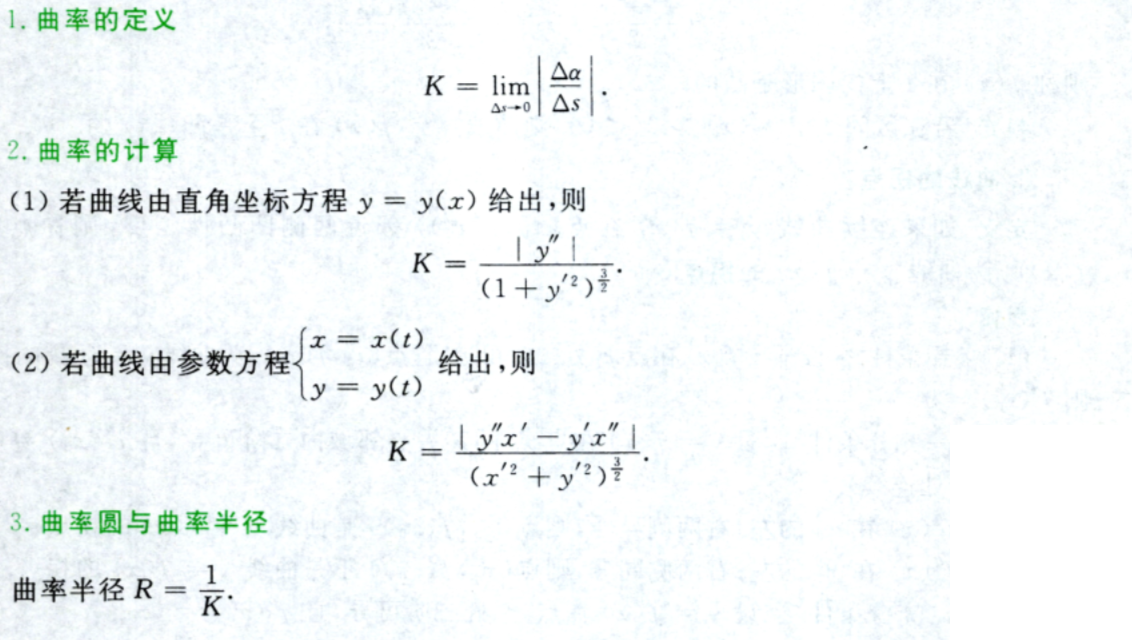 1. 曲率的定义
$K = \lim_{\Delta s \to 0} \left| \frac{\Delta \alpha}{\Delta s} \right|.$
2. 曲率的计算
(1) 若曲线由直角坐标方程 $y = y(x)$ 给出,则
$K = \frac{|y''|}{(1 + y'^2)^{\frac{3}{2}}}.$
(2) 若曲线由参数方程 $\begin{cases} x = x(t) \\ y = y(t) \end{cases}$ 给出,则
$K = \frac{|y''x' - y'x''|}{(x'^2 + y'^2)^{\frac{3}{2}}}.$
3. 曲率圆与曲率半径
曲率半径 $R = \frac{1}{K}.$